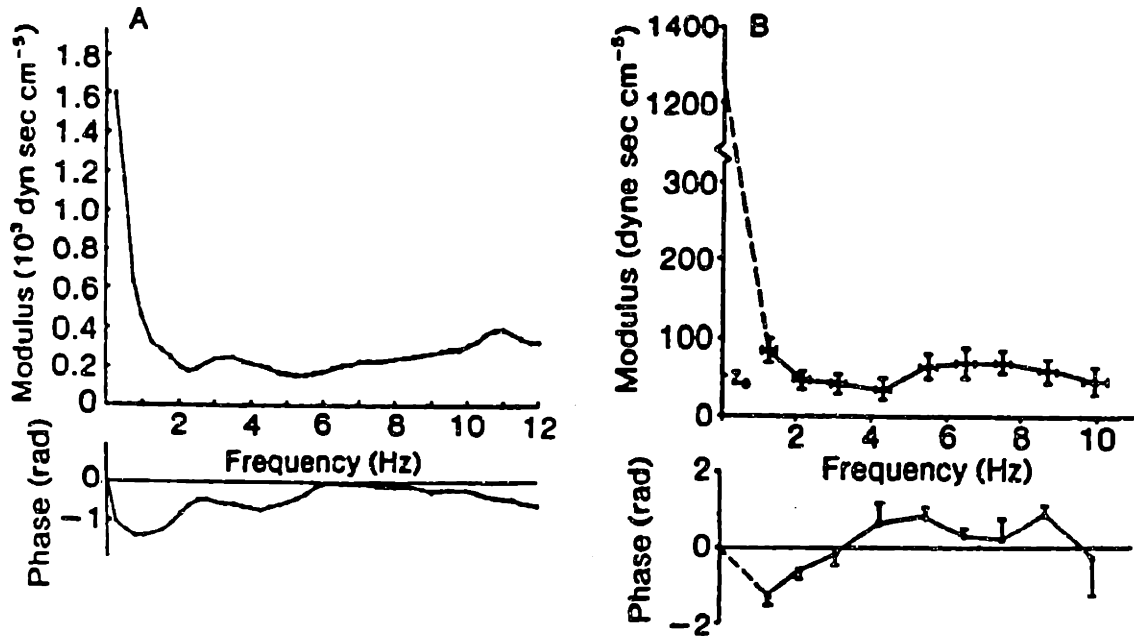 A
Modulus (10³ dyn sec cm⁻⁵)
1.8
1.6
1.4
1.2
1.0
0.8
0.6
0.4
0.2
0
2 4 6 8 10 12
Frequency (Hz)
Phase (rad)
0
−1
B
Modulus (dyne sec cm⁻⁵)
1400
1200
300
200
100
Z₀
0
0 2 4 6 8 10
Frequency (Hz)
Phase (rad)
2
0
−2